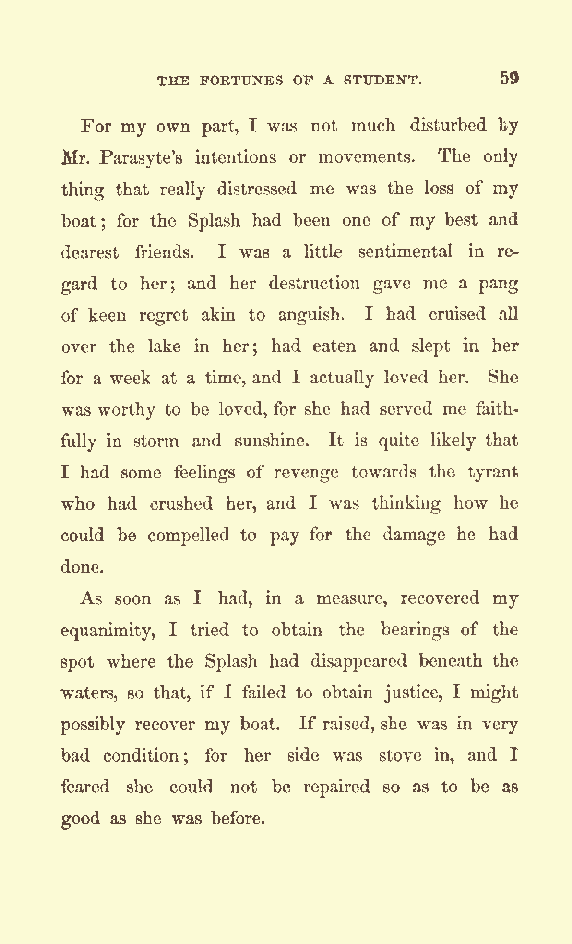 THE FORTUNES OF A STUDENT. 59
For my own part, I was not much disturbed by
Mr. Parasyte's intentions or movements. The only
thing that really distressed me was the loss of my
boat; for the Splash had been one of my best and
dearest friends. I was a little sentimental in re-
gard to her; and her destruction gave me a pang
of keen regret akin to anguish. I had cruised all
over the lake in her; had eaten and slept in her
for a week at a time, and I actually loved her. She
was worthy to be loved, for she had served me faith-
fully in storm and sunshine. It is quite likely that
I had some feelings of revenge towards the tyrant
who had crushed her, and I was thinking how he
could be compelled to pay for the damage he had
done.
As soon as I had, in a measure, recovered my
equanimity, I tried to obtain the bearings of the
spot where the Splash had disappeared beneath the
waters, so that, if I failed to obtain justice, I might
possibly recover my boat. If raised, she was in very
bad condition; for her side was stove in, and I
feared she could not be repaired so as to be as
good as she was before.